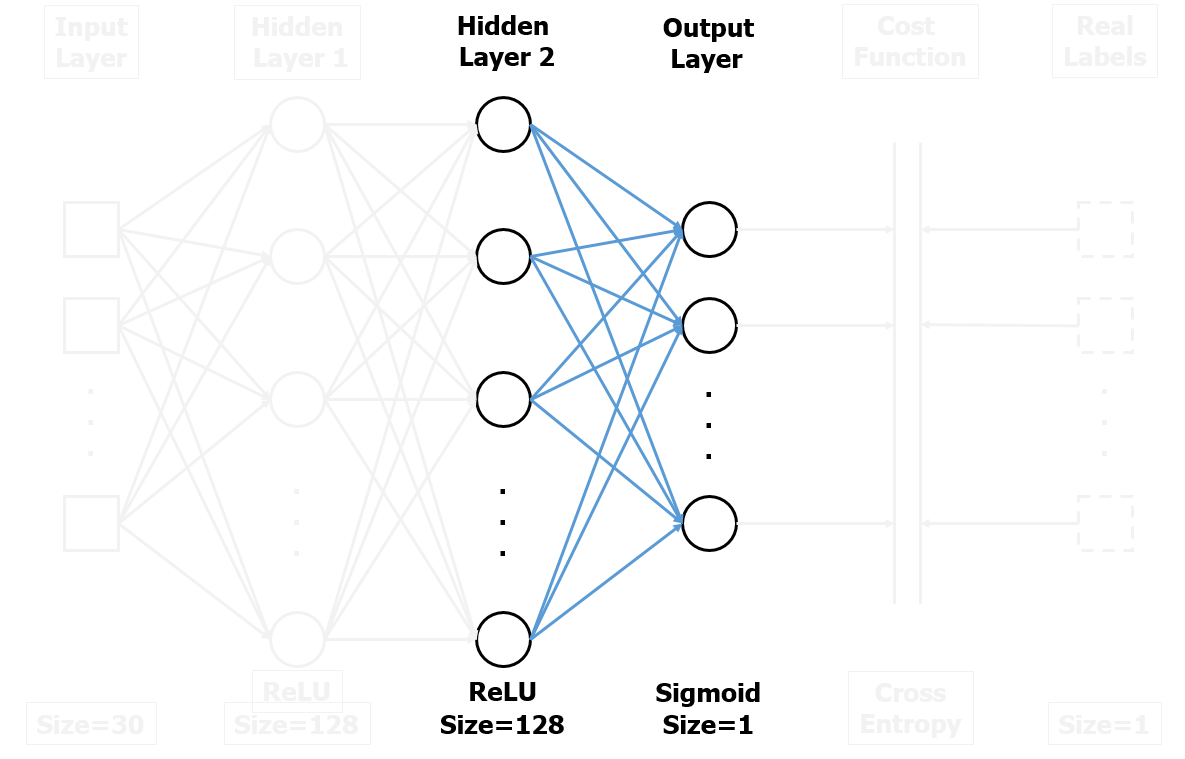 Input
Layer
Hidden
Layer 1
Hidden
Layer 2
Output
Layer
Cost
Function
Real
Labels
ReLU
ReLU
Sigmoid
Cross
Entropy
Size=30
Size=128
Size=128
Size=1
Size=1